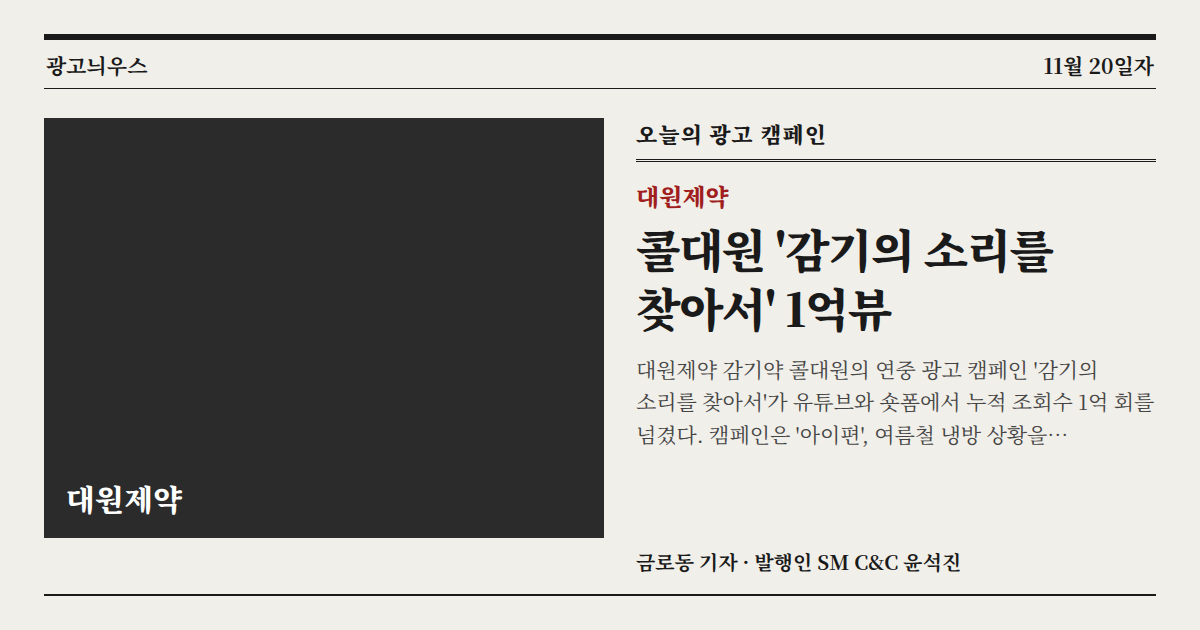 광고늬우스
11월 20일자
대원제약
오늘의 광고 캠페인
대원제약
콜대원 '감기의 소리를
찾아서' 1억뷰
대원제약 감기약 콜대원의 연중 광고 캠페인 '감기의
소리를 찾아서'가 유튜브와 숏폼에서 누적 조회수 1억 회를
넘겼다. 캠페인은 '아이편', 여름철 냉방 상황을…
금로동 기자 · 발행인 SM C&C 윤석진